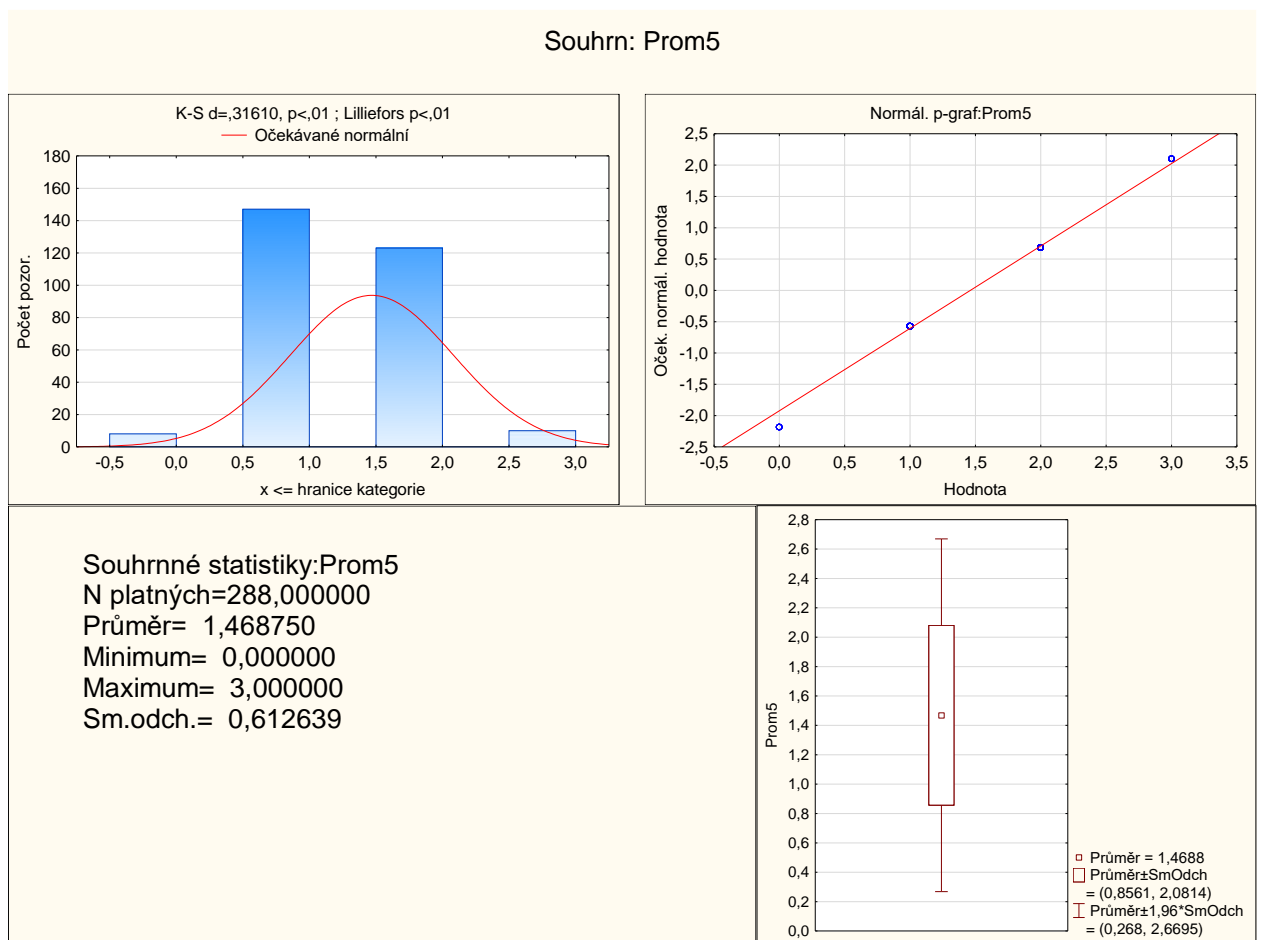 Souhrn: Prom5
K-S d=,31610, p<,01 ; Lilliefors p<,01
Očekávané normální
180
160
140
120
100
80
60
40
20
0
Počet pozor.
-0,5 0,0 0,5 1,0 1,5 2,0 2,5 3,0
x <= hranice kategorie
Normál. p-graf:Prom5
2,5
2,0
1,5
1,0
0,5
0,0
-0,5
-1,0
-1,5
-2,0
-2,5
Oček. normál. hodnota
-0,5 0,0 0,5 1,0 1,5 2,0 2,5 3,0 3,5
Hodnota
Souhrnné statistiky:Prom5
N platných=288,000000
Průměr= 1,468750
Minimum= 0,000000
Maximum= 3,000000
Sm.odch.= 0,612639
2,8
2,6
2,4
2,2
2,0
1,8
1,6
1,4
1,2
1,0
0,8
0,6
0,4
0,2
0,0
Prom5
Průměr = 1,4688
Průměr±SmOdch
= (0,8561, 2,0814)
Průměr±1,96*SmOdch
= (0,268, 2,6695)